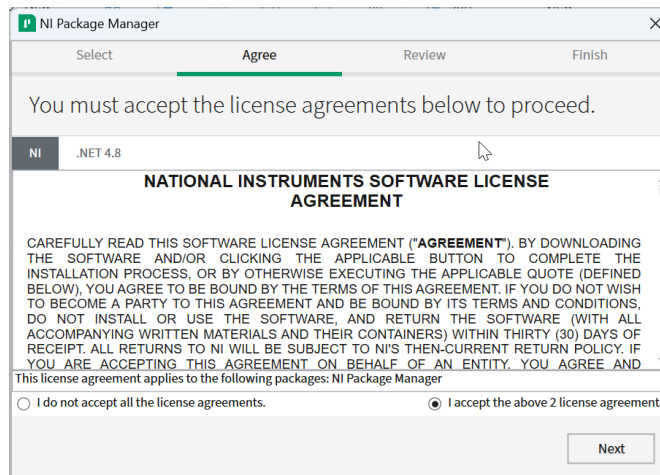 NI Package Manager
Select Agree Review Finish
You must accept the license agreements below to proceed.
NI .NET 4.8
NATIONAL INSTRUMENTS SOFTWARE LICENSE
AGREEMENT
CAREFULLY READ THIS SOFTWARE LICENSE AGREEMENT ("AGREEMENT"). BY DOWNLOADING
THE SOFTWARE AND/OR CLICKING THE APPLICABLE BUTTON TO COMPLETE THE
INSTALLATION PROCESS, OR BY OTHERWISE EXECUTING THE APPLICABLE QUOTE (DEFINED
BELOW), YOU AGREE TO BE BOUND BY THE TERMS OF THIS AGREEMENT. IF YOU DO NOT WISH
TO BECOME A PARTY TO THIS AGREEMENT AND BE BOUND BY ITS TERMS AND CONDITIONS,
DO NOT INSTALL OR USE THE SOFTWARE, AND RETURN THE SOFTWARE (WITH ALL
ACCOMPANYING WRITTEN MATERIALS AND THEIR CONTAINERS) WITHIN THIRTY (30) DAYS OF
RECEIPT. ALL RETURNS TO NI WILL BE SUBJECT TO NI'S THEN-CURRENT RETURN POLICY. IF
YOU ARE ACCEPTING THIS AGREEMENT ON BEHALF OF AN ENTITY, YOU AGREE AND
This license agreement applies to the following packages: NI Package Manager
I do not accept all the license agreements.
I accept the above 2 license agreement
Next